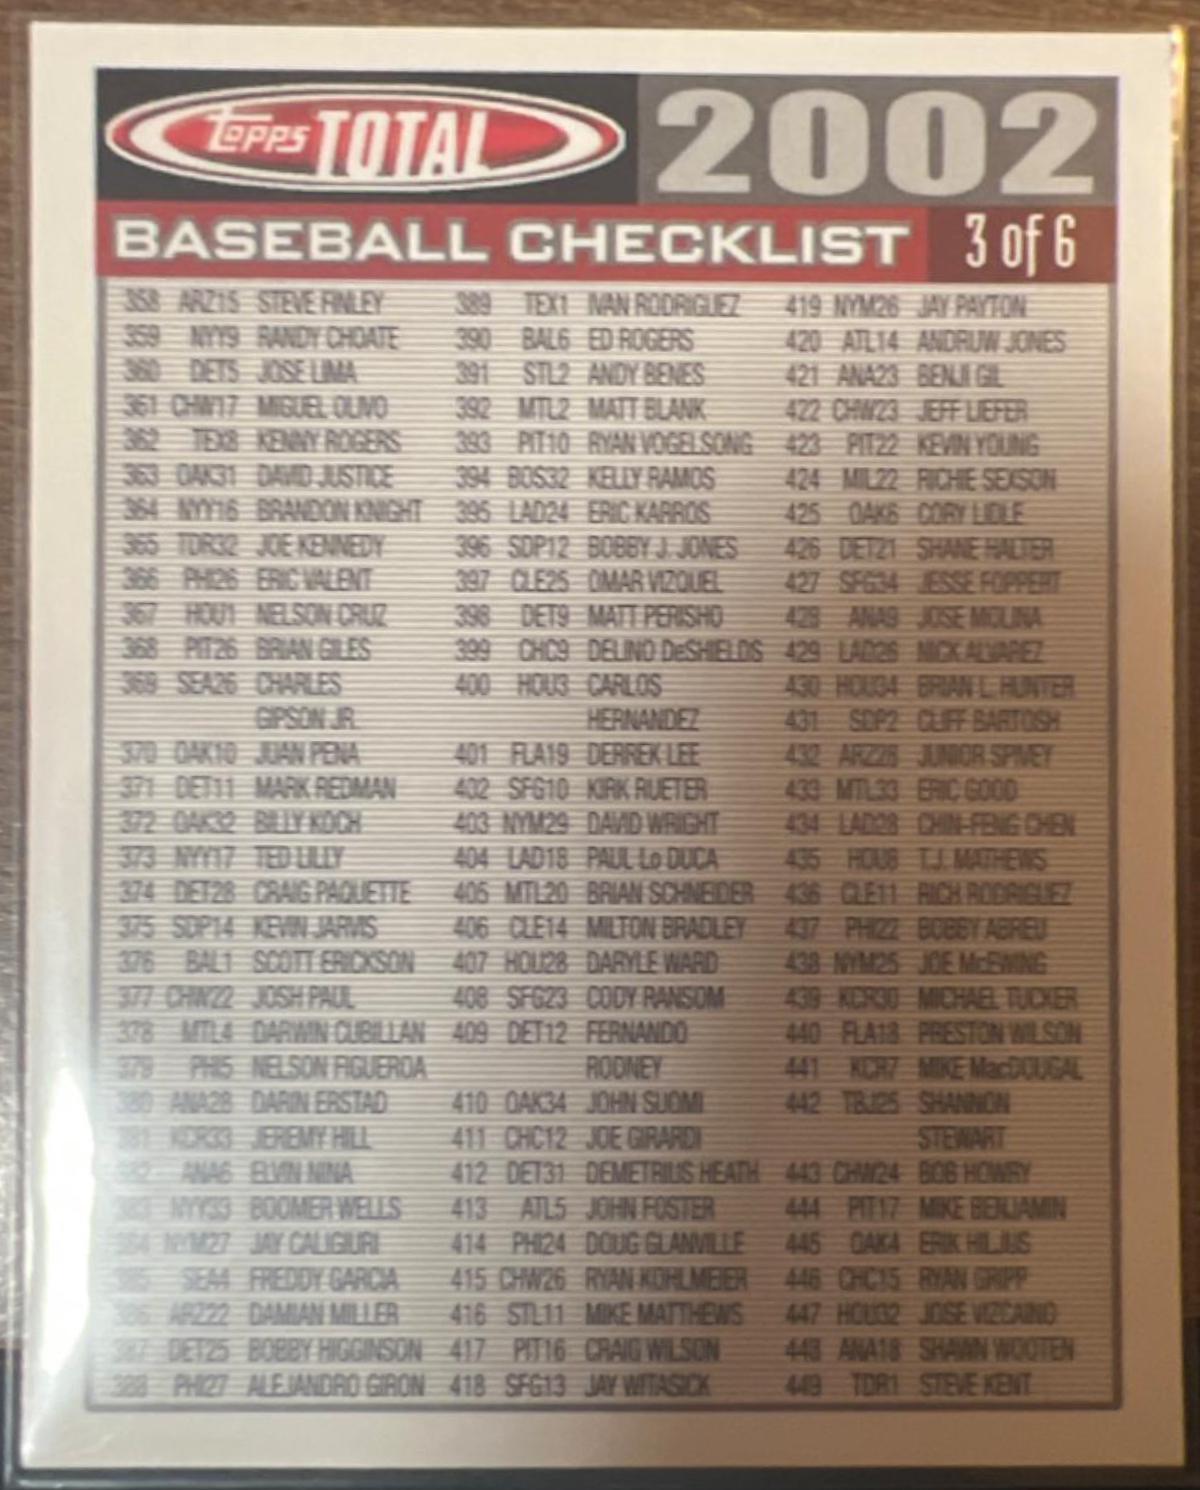 Topps TOTAL
2002
BASEBALL CHECKLIST
3 of 6
358 ARZ15 STEVE FINLEY
359 NYY9 RANDY CHOATE
360 DET5 JOSE LIMA
361 CHW17 MIGUEL OLIVO
362 TEX8 KENNY ROGERS
363 OAK31 DAVID JUSTICE
364 NYY16 BRANDON KNIGHT
365 TDR32 JOE KENNEDY
366 PHI26 ERIC VALENT
367 HOU1 NELSON CRUZ
368 PIT26 BRIAN GILES
369 SEA26 CHARLES
GIPSON JR.
370 OAK10 JUAN PENA
371 DET11 MARK REDMAN
372 OAK32 BILLY KOCH
373 NYY17 TED LILLY
374 DET28 CRAIG PAQUETTE
375 SDP14 KEVIN JARVIS
376 BAL1 SCOTT ERICKSON
377 CHW22 JOSH PAUL
378 MTL4 DARWIN CUBILLAN
379 PHI5 NELSON FIGUEROA
380 ANA28 DARIN ERSTAD
381 KCR33 JEREMY HILL
382 ANA6 ELVIN NINA
383 NYY33 BOOMER WELLS
384 NYM27 JAY CALIGIURI
385 SEA4 FREDDY GARCIA
386 ARZ22 DAMIAN MILLER
387 DET25 BOBBY HIGGINSON
388 PHI27 ALEJANDRO GIRON
389 TEX1 IVAN RODRIGUEZ
390 BAL6 ED ROGERS
391 STL2 ANDY BENES
392 MTL2 MATT BLANK
393 PIT10 RYAN VOGELSONG
394 BOS32 KELLY RAMOS
395 LAD24 ERIC KARROS
396 SDP12 BOBBY J. JONES
397 CLE25 OMAR VIZQUEL
398 DET9 MATT PERISHO
399 CHC9 DELINO DeSHIELDS
400 HOU3 CARLOS
HERNANDEZ
401 FLA19 DERREK LEE
402 SFG10 KIRK RUETER
403 NYM29 DAVID WRIGHT
404 LAD18 PAUL Lo DUCA
405 MTL20 BRIAN SCHNEIDER
406 CLE14 MILTON BRADLEY
407 HOU28 DARYLE WARD
408 SFG23 CODY RANSOM
409 DET12 FERNANDO
RODNEY
410 OAK34 JOHN SUOMI
411 CHC12 JOE GIRARDI
412 DET31 DEMETRIUS HEATH
413 ATL5 JOHN FOSTER
414 PHI24 DOUG GLANVILLE
415 CHW26 RYAN KOHLMEIER
416 STL11 MIKE MATTHEWS
417 PIT16 CRAIG WILSON
418 SFG13 JAY WITASICK
419 NYM26 JAY PAYTON
420 ATL14 ANDRUW JONES
421 ANA23 BENJI GIL
422 CHW23 JEFF LIEFER
423 PIT22 KEVIN YOUNG
424 MIL22 RICHIE SEXSON
425 OAK6 CORY LIDLE
426 DET21 SHANE HALTER
427 SFG34 JESSE FOPPERT
428 ANA9 JOSE MOLINA
429 LAD26 NICK ALVAREZ
430 HOU34 BRIAN L. HUNTER
431 SDP2 CLIFF BARTOSH
432 ARZ28 JUNIOR SPIVEY
433 MTL33 ERIC GOOD
434 LAD28 CHIN-FENG CHEN
435 HOU8 T.J. MATHEWS
436 CLE11 RICH RODRIGUEZ
437 PHI22 BOBBY ABREU
438 NYM25 JOE McEWING
439 KCR30 MICHAEL TUCKER
440 FLA18 PRESTON WILSON
441 KCR7 MIKE MacDOUGAL
442 TBJ25 SHANNON
STEWART
443 CHW24 BOB HOWRY
444 PIT17 MIKE BENJAMIN
445 OAK4 ERIK HILJUS
446 CHC15 RYAN GRIPP
447 HOU32 JOSE VIZCAINO
448 ANA18 SHAWN WOOTEN
449 TDR1 STEVE KENT